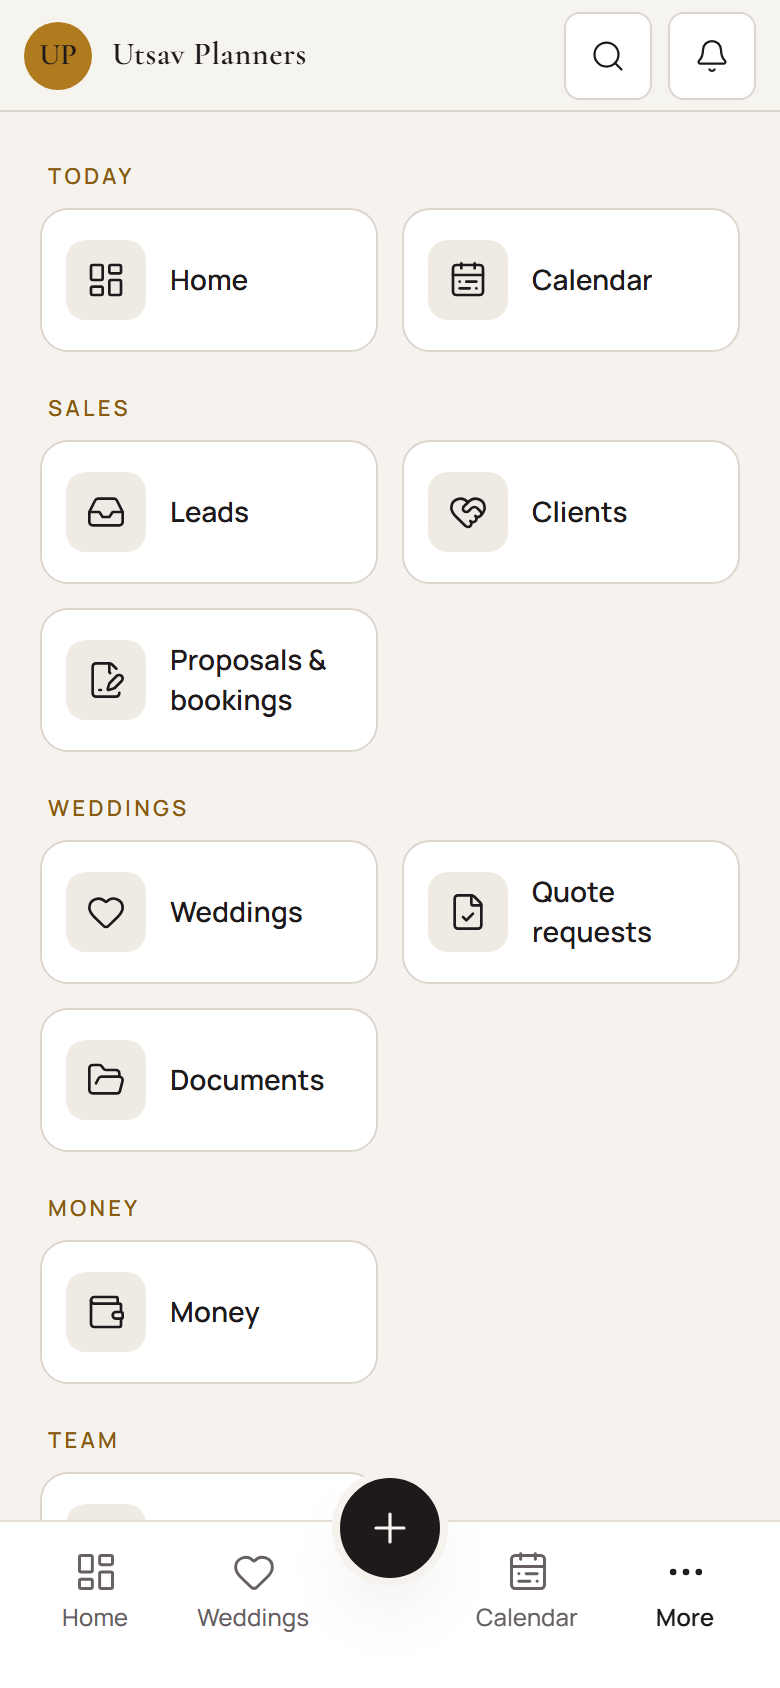 UP
Utsav Planners
TODAY
Home
Calendar
SALES
Leads
Clients
Proposals &
bookings
WEDDINGS
Weddings
Quote
requests
Documents
MONEY
Money
TEAM
Home
Weddings
Calendar
More